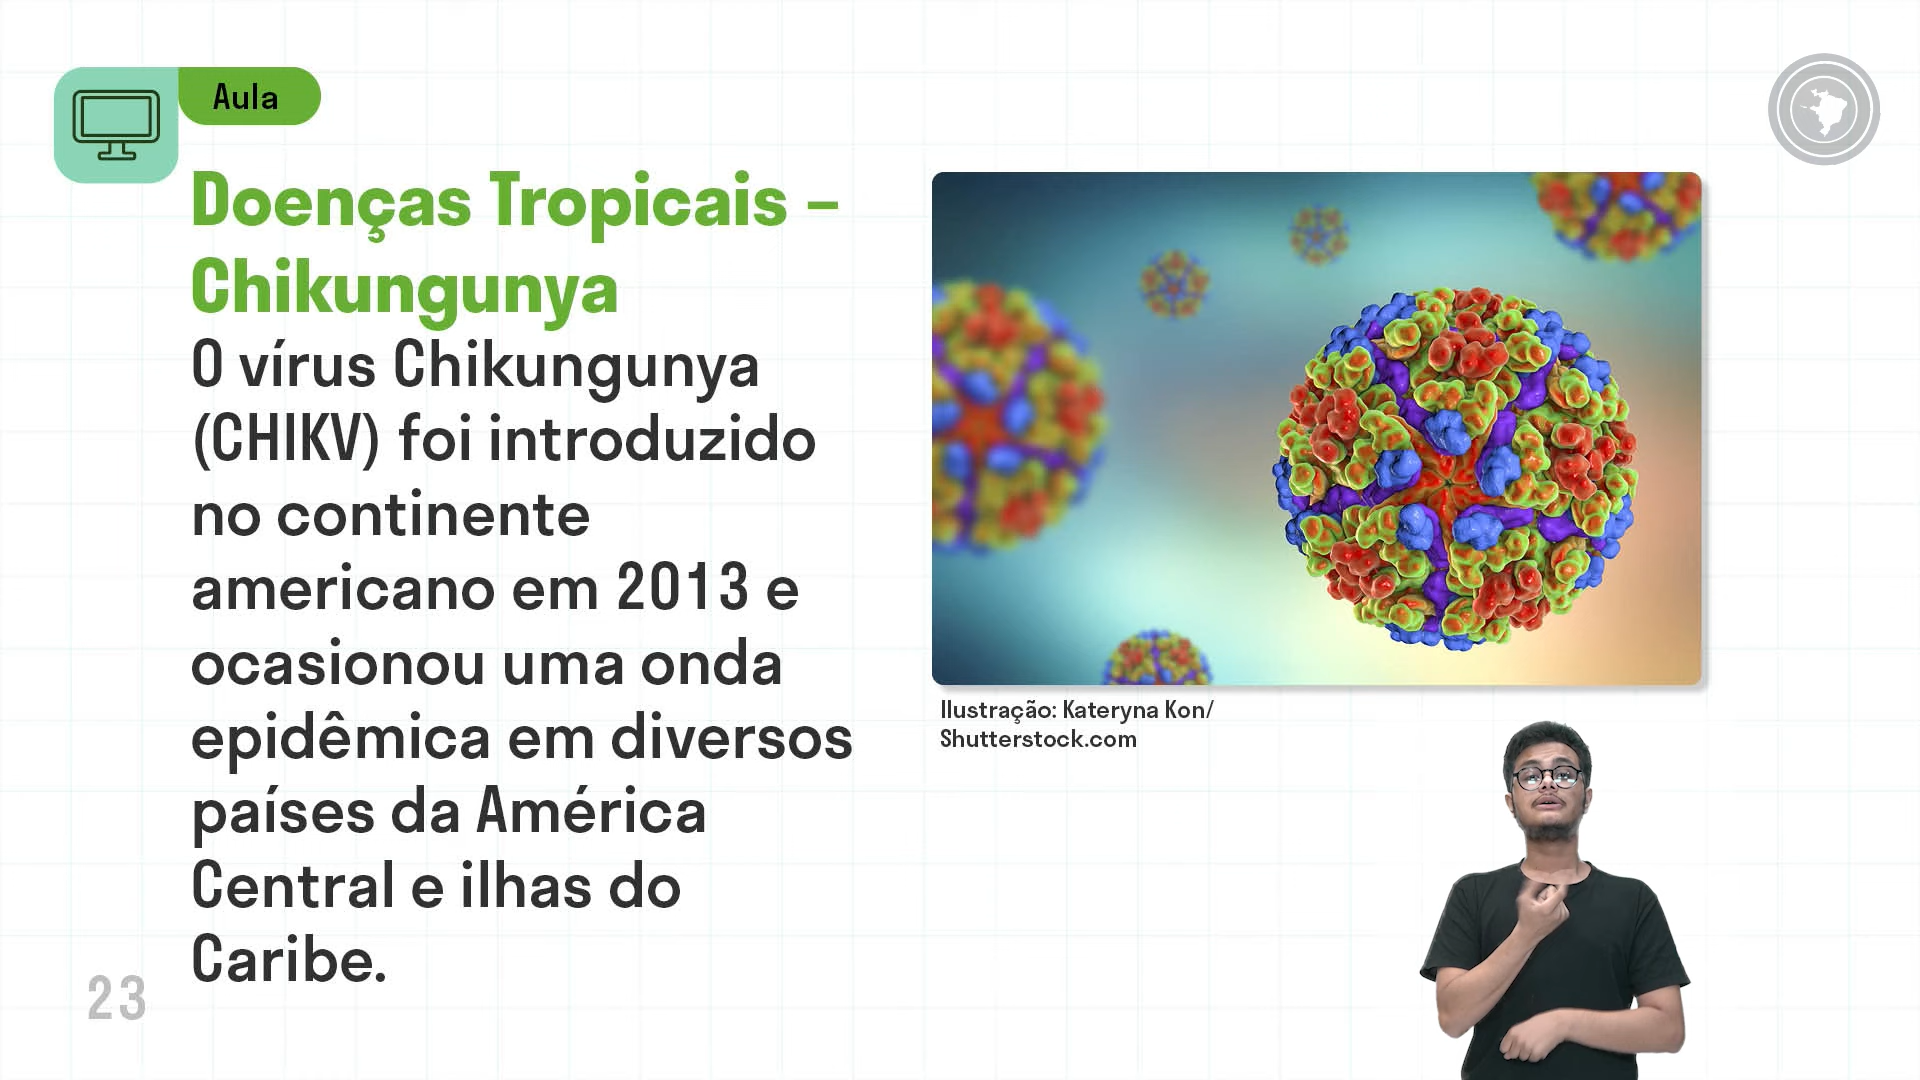 Aula
Doenças Tropicais –
Chikungunya
O vírus Chikungunya
(CHIKV) foi introduzido
no continente
americano em 2013 e
ocasionou uma onda
epidêmica em diversos
países da América
Central e ilhas do
Caribe.
Ilustração: Kateryna Kon/
Shutterstock.com
23